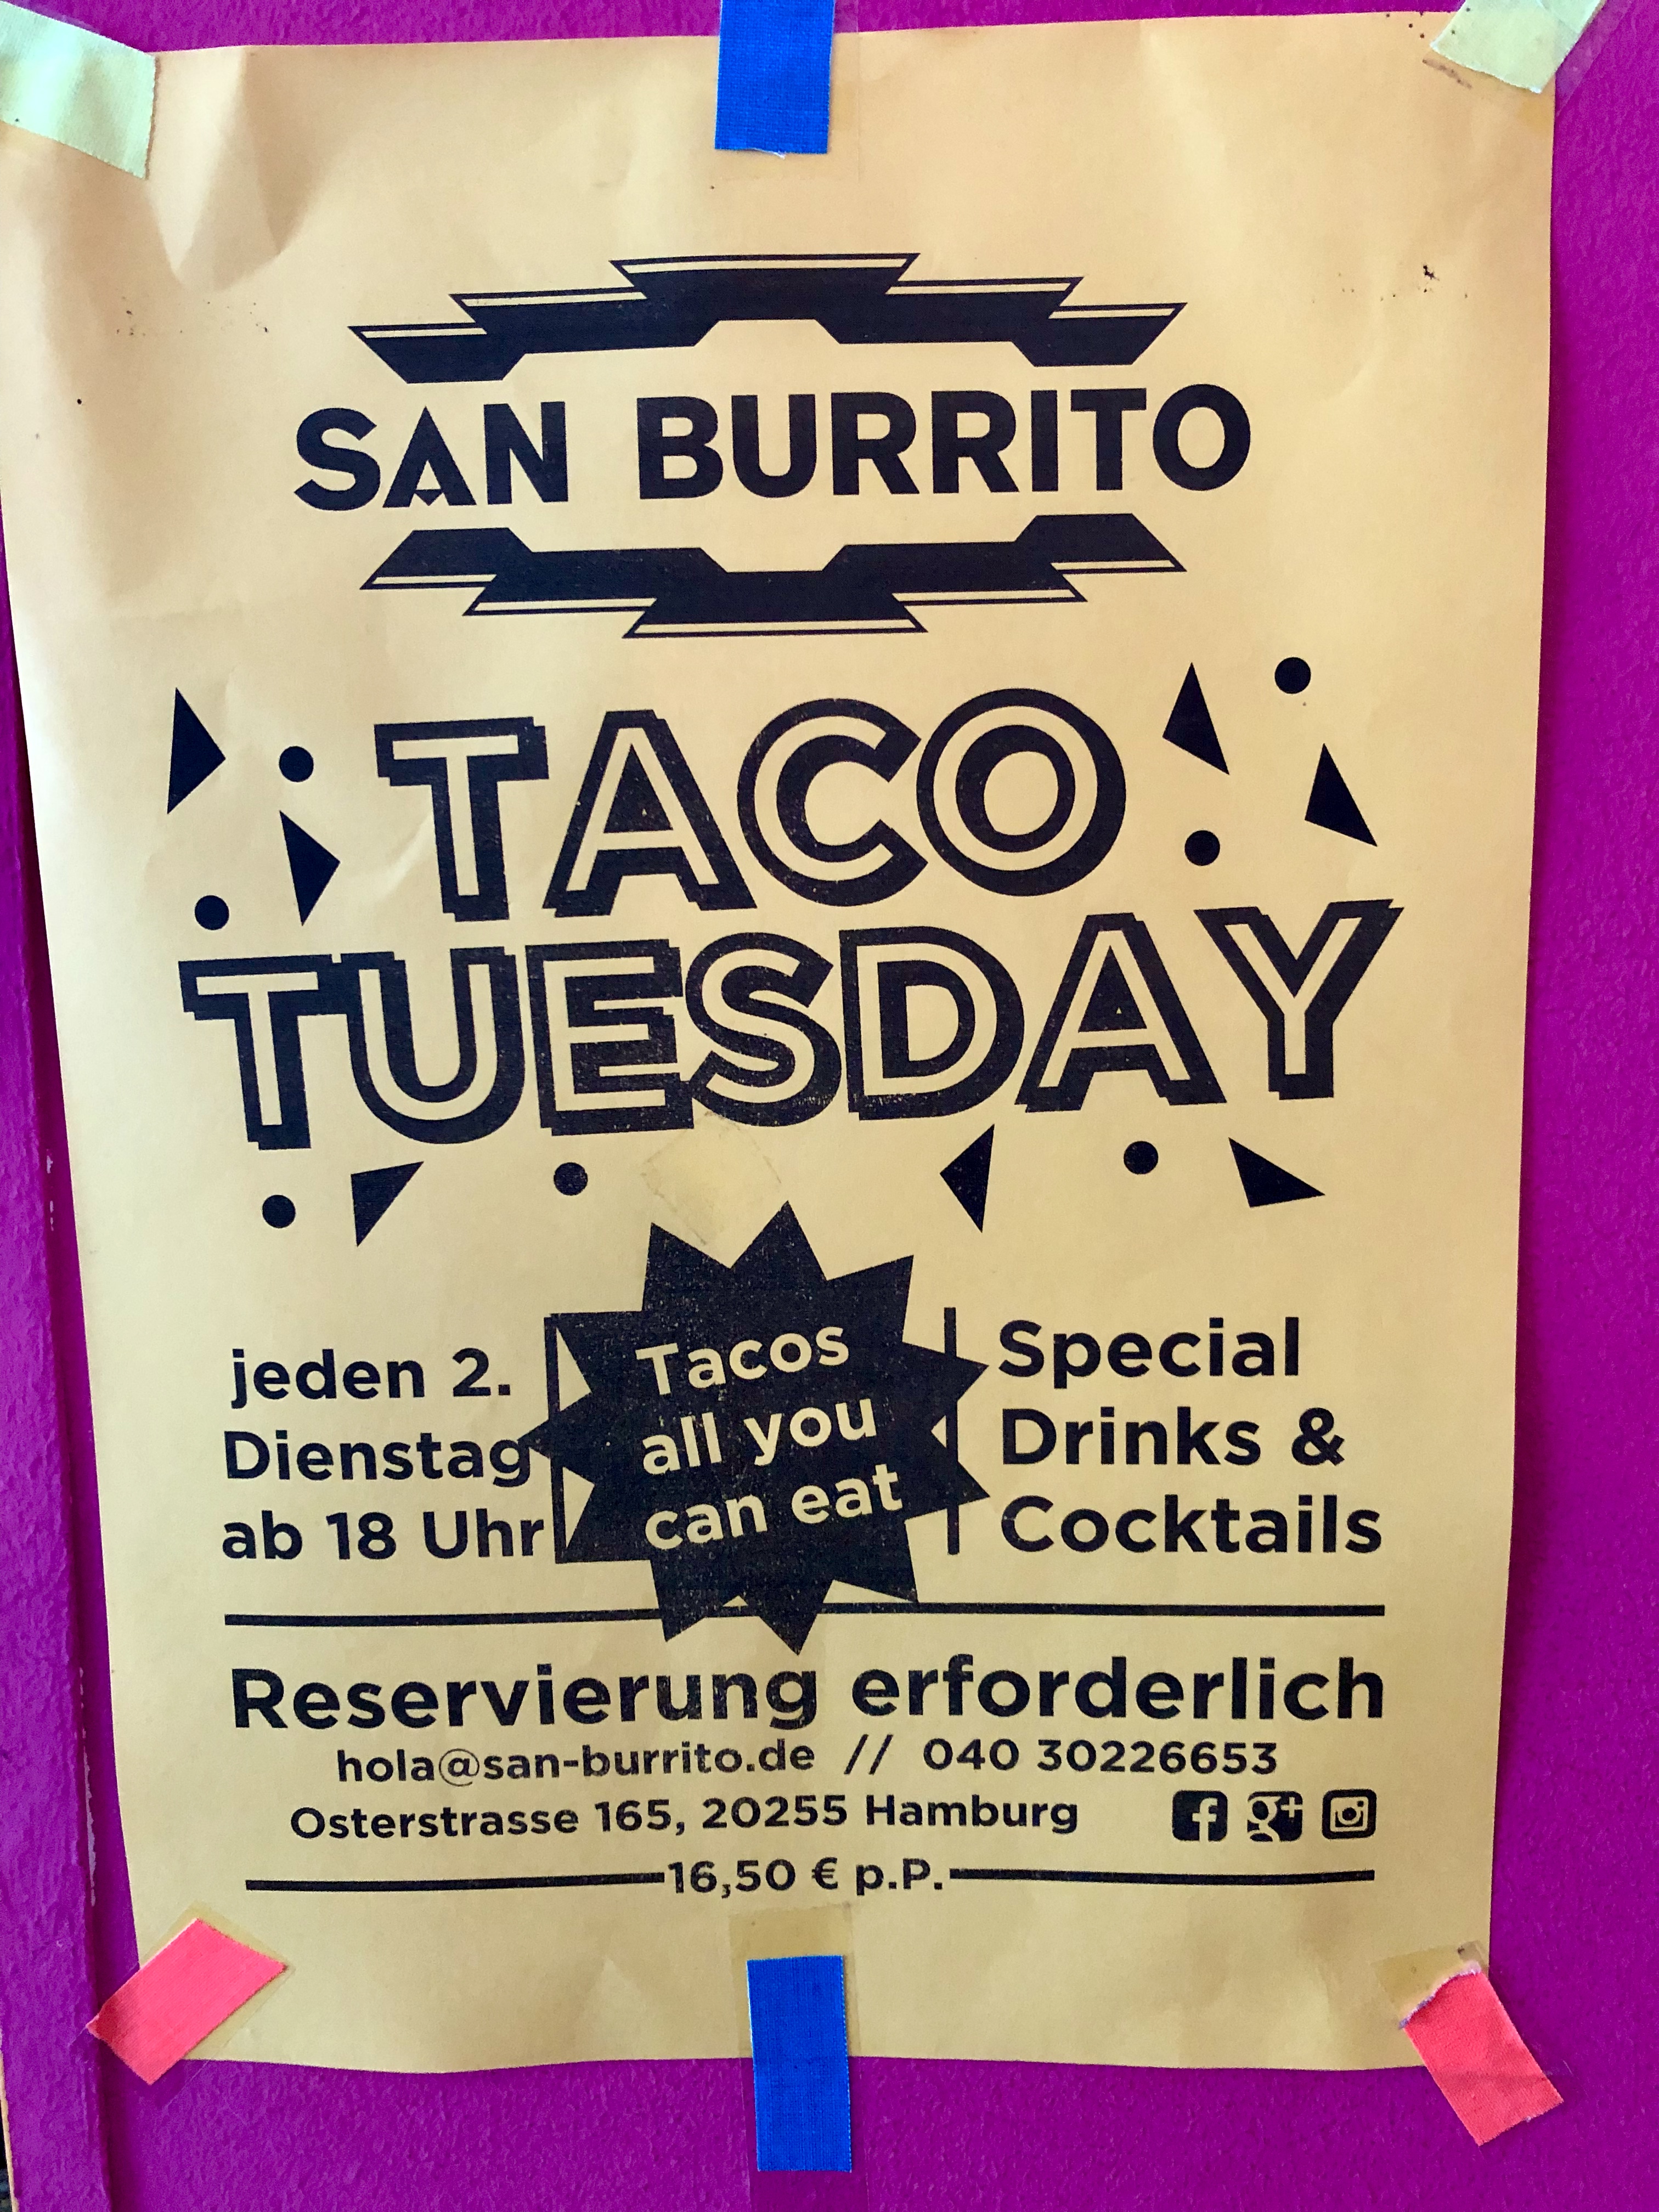 SAN BURRITO
TACO
TUESDAY
jeden 2.
Dienstag
ab 18 Uhr
Tacos
all you
can eat
Special
Drinks &
Cocktails
Reservierung erforderlich
hola@san-burrito.de // 040 30226653
Osterstrasse 165, 20255 Hamburg
f g+
16,50 € p.P.